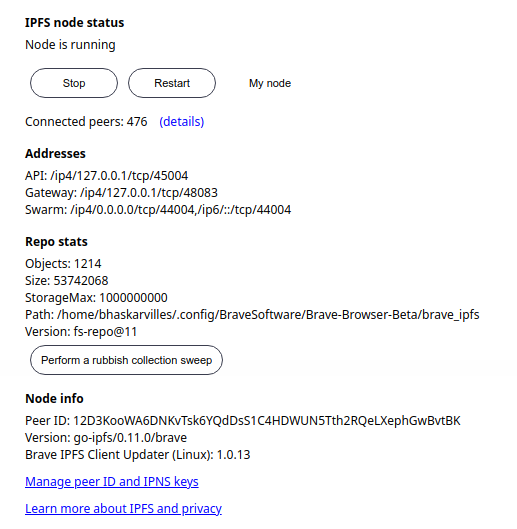 IPFS node status
Node is running
Stop Restart My node
Connected peers: 476 (details)
Addresses
API: /ip4/127.0.0.1/tcp/45004
Gateway: /ip4/127.0.0.1/tcp/48083
Swarm: /ip4/0.0.0.0/tcp/44004,/ip6/::/tcp/44004
Repo stats
Objects: 1214
Size: 53742068
StorageMax: 1000000000
Path: /home/bhaskarvilles/.config/BraveSoftware/Brave-Browser-Beta/brave_ipfs
Version: fs-repo@11
Perform a rubbish collection sweep
Node info
Peer ID: 12D3KooWA6DNKvTsk6YQdDsS1C4HDWUN5Tth2RQeLXephGwBvtBK
Version: go-ipfs/0.11.0/brave
Brave IPFS Client Updater (Linux): 1.0.13
Manage peer ID and IPNS keys
Learn more about IPFS and privacy